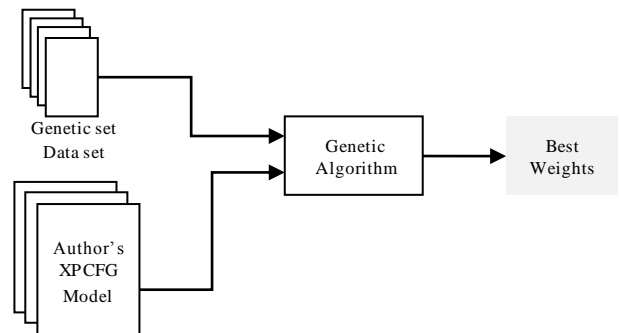 Genetic set
Data set
Author's
XPCFG
Model
Genetic
Algorithm
Best
Weights